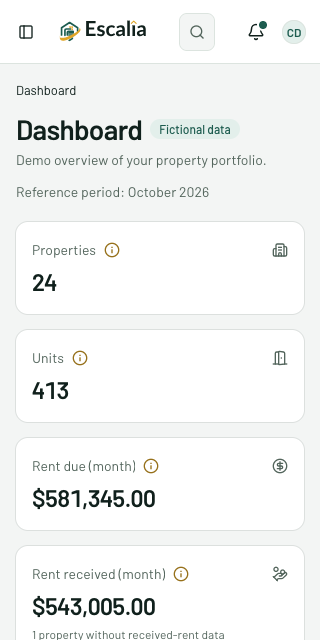 Escalia
CD
Dashboard
Dashboard Fictional data
Demo overview of your property portfolio.
Reference period: October 2026
Properties
24
Units
413
Rent due (month)
$581,345.00
Rent received (month)
$543,005.00
1 property without received-rent data